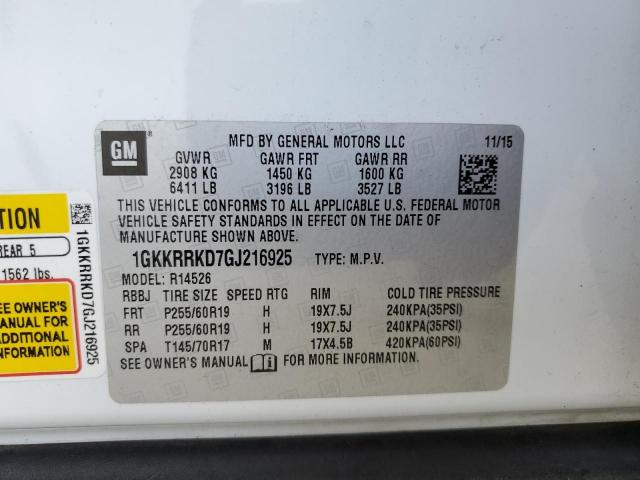 GM
®
MFD BY GENERAL MOTORS LLC 11/15
GVWR GAWR FRT GAWR RR
2908 KG 1450 KG 1600 KG
6411 LB 3196 LB 3527 LB
THIS VEHICLE CONFORMS TO ALL APPLICABLE U.S. FEDERAL MOTOR
VEHICLE SAFETY STANDARDS IN EFFECT ON THE DATE OF
MANUFACTURE SHOWN ABOVE.
1GKKRRKD7GJ216925 TYPE: M.P.V.
MODEL: R14526
RBBJ TIRE SIZE SPEED RTG RIM COLD TIRE PRESSURE
FRT P255/60R19 H 19X7.5J 240KPA(35PSI)
RR P255/60R19 H 19X7.5J 240KPA(35PSI)
SPA T145/70R17 M 17X4.5B 420KPA(60PSI)
SEE OWNER'S MANUAL i FOR MORE INFORMATION.
REAR 5
1562 lbs.
SEE OWNER'S
MANUAL FOR
ADDITIONAL
1GKKRRKD7GJ216925